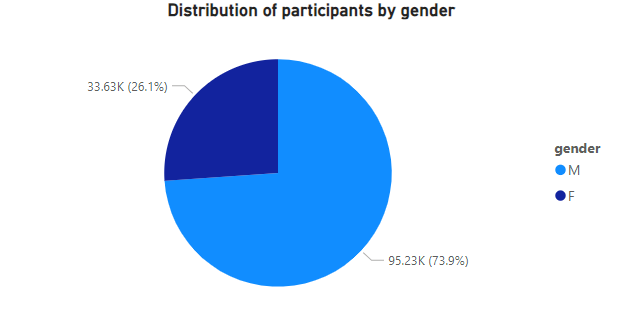 Distribution of participants by gender
33.63K (26.1%)
gender
M
F
95.23K (73.9%)